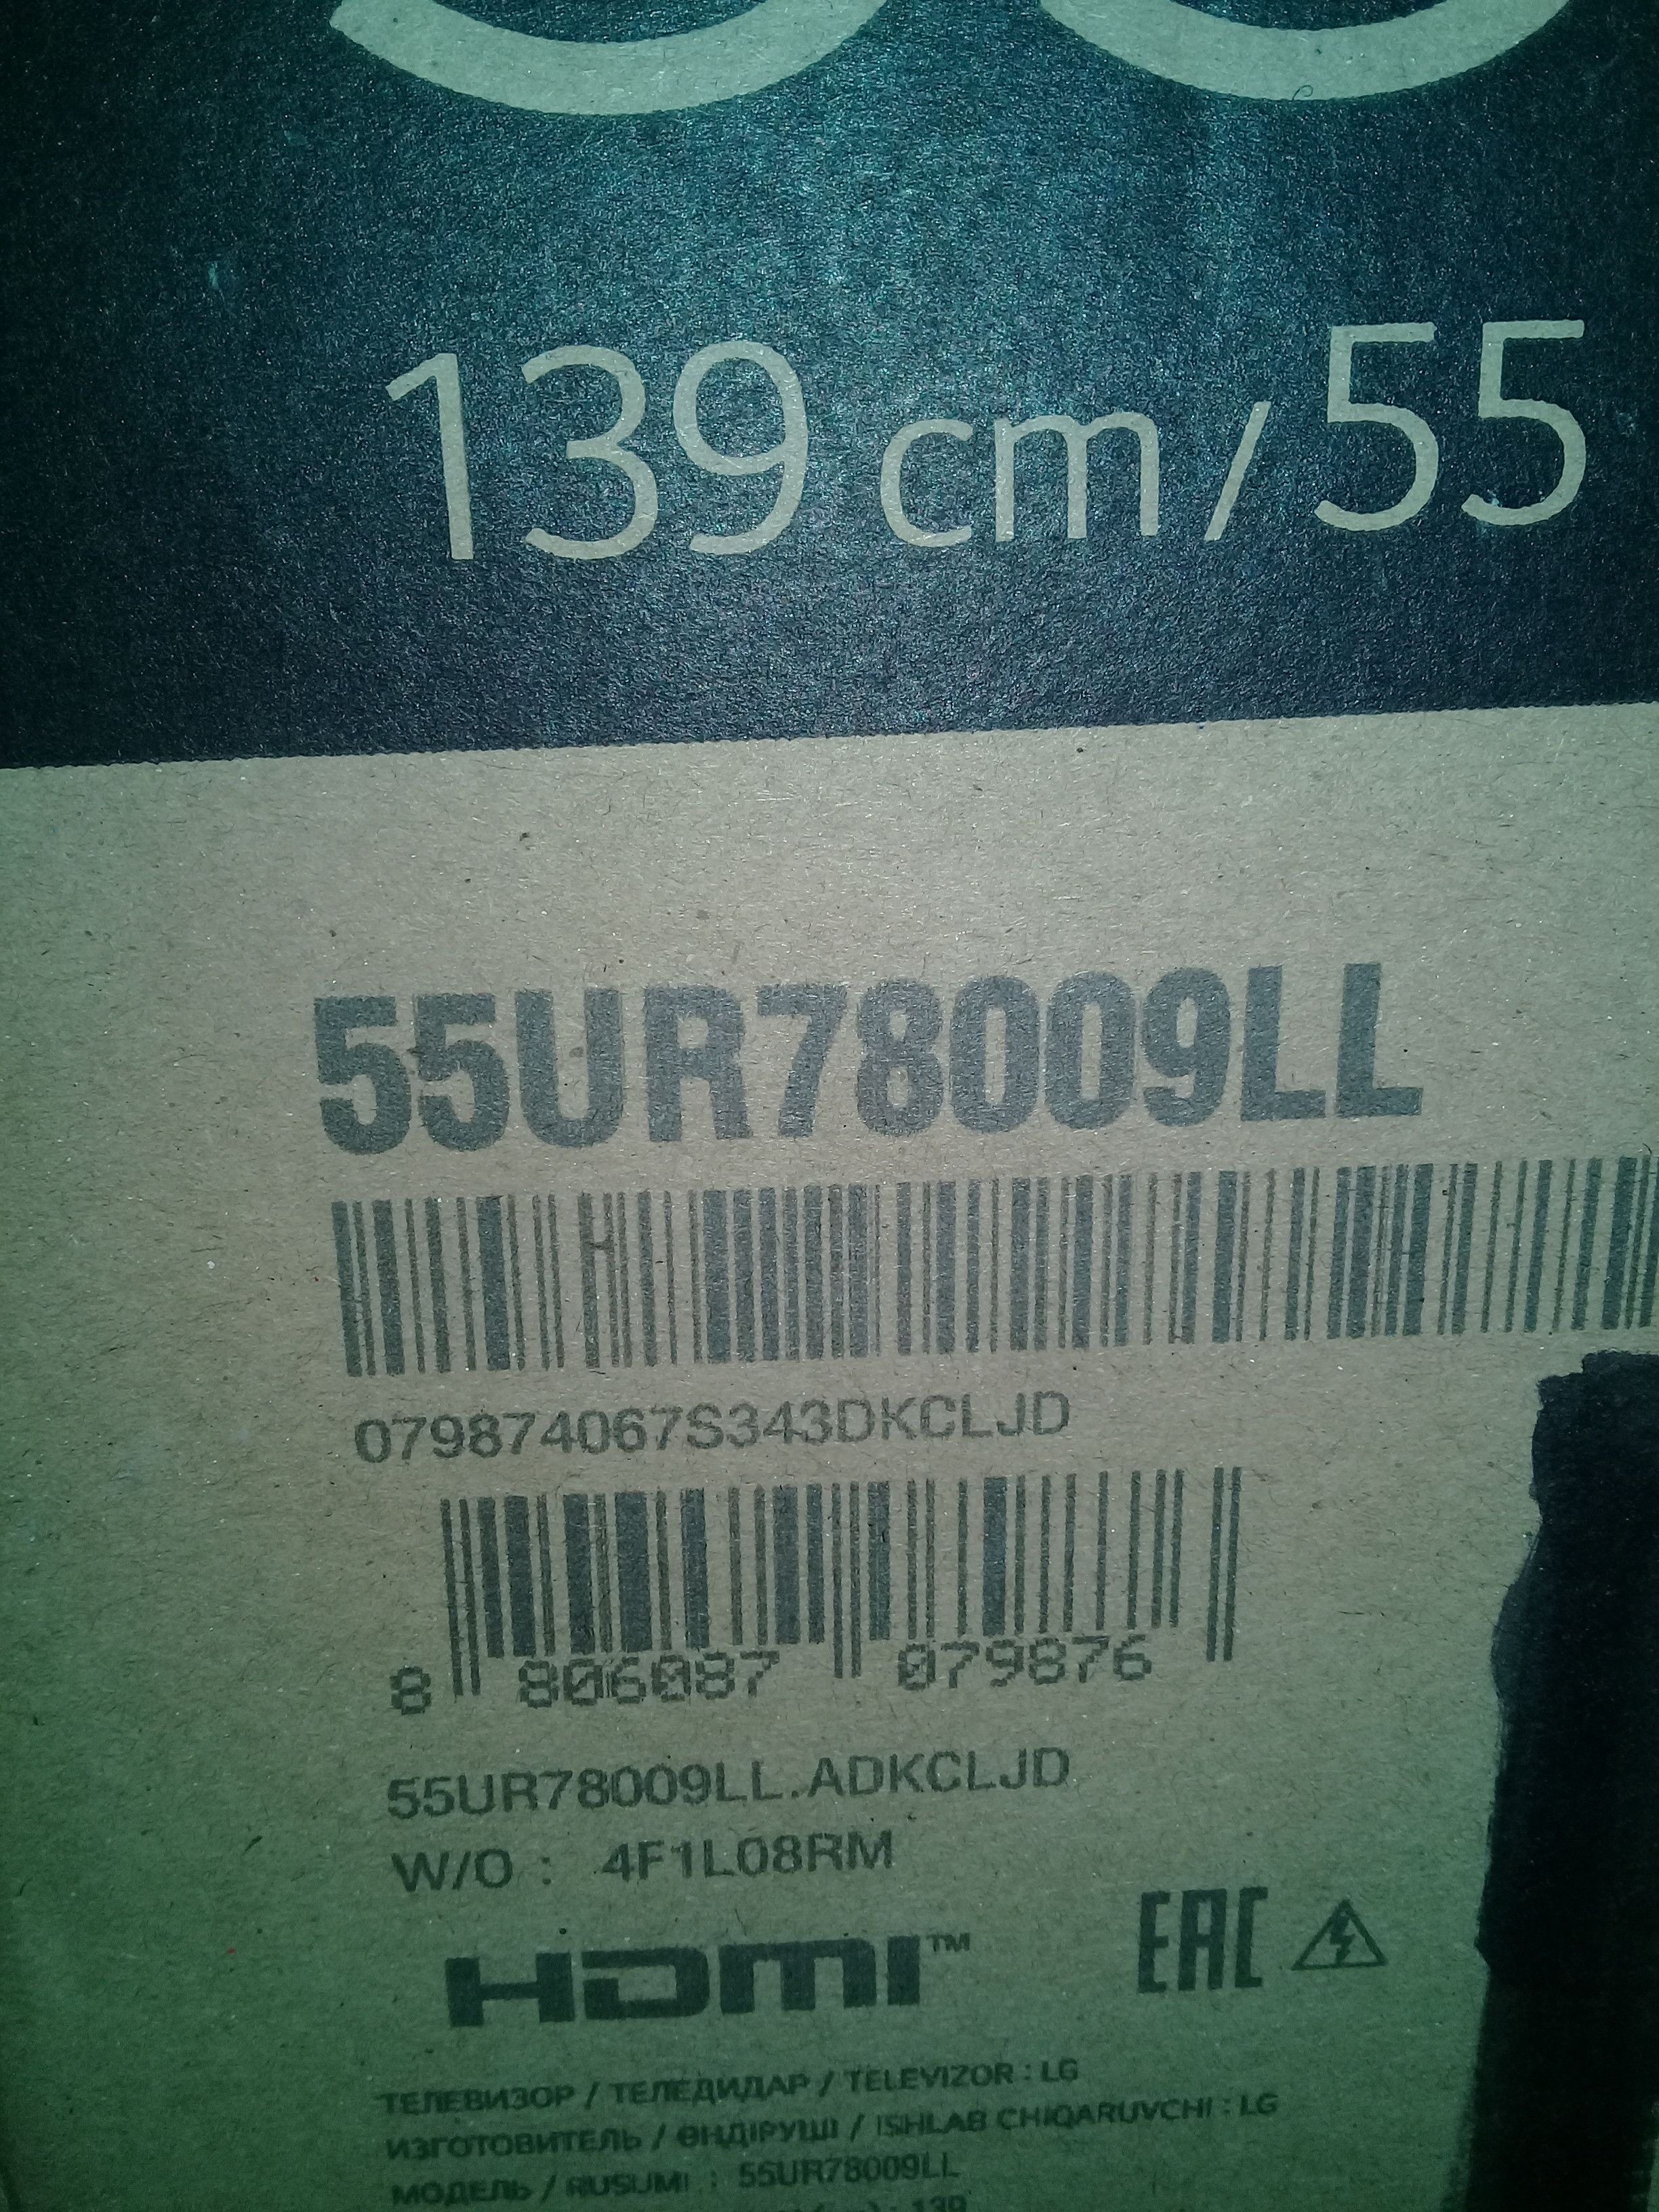 139 cm / 55
55UR78009LL
079874067S343DKCLJD
8 806087 079876
55UR78009LL.ADKCLJD
W/O : 4F1L08RM
HDMI™ EAC
ТЕЛЕВИЗОР / ТЕЛЕДИДАР / TELEVIZOR : LG
ИЗГОТОВИТЕЛЬ / ӨНДІРУШІ / ISHLAB CHIQARUVCHI : LG
МОДЕЛЬ / RUSUMI : 55UR78009LL
: 139